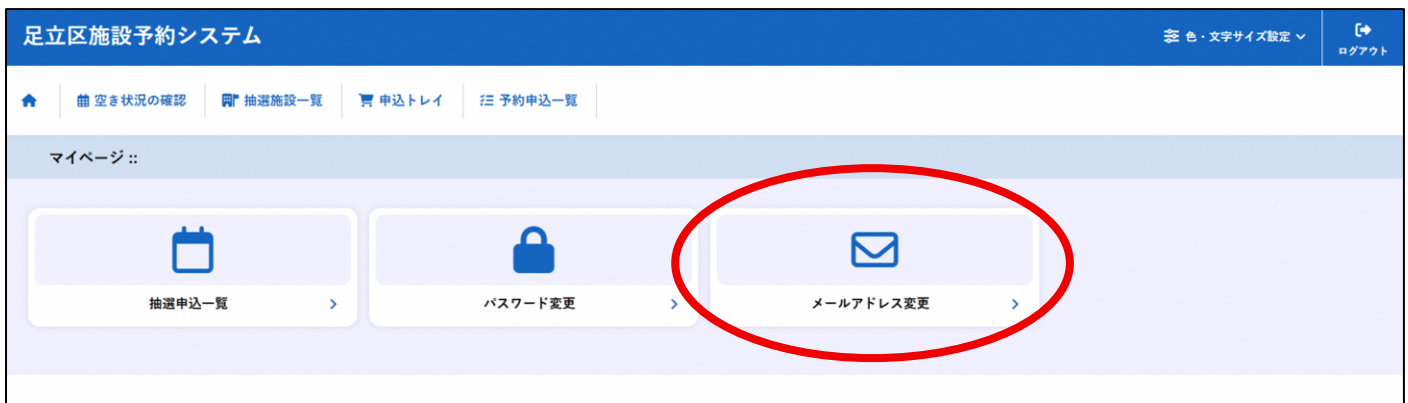 足立区施設予約システム
色・文字サイズ設定
ログアウト
空き状況の確認
抽選施設一覧
申込トレイ
予約申込一覧
マイページ ::
抽選申込一覧
パスワード変更
メールアドレス変更